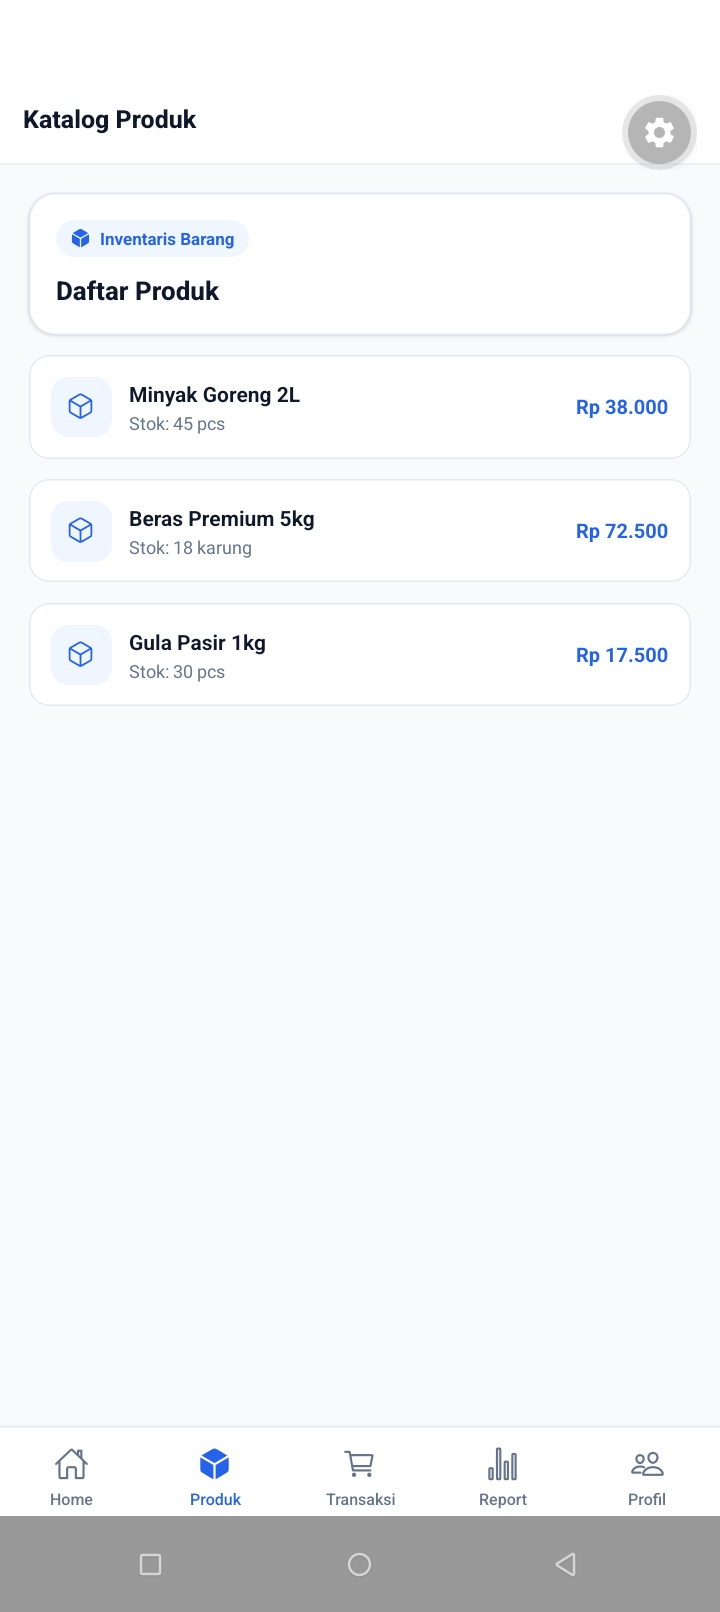 Katalog Produk
Inventaris Barang
Daftar Produk
Minyak Goreng 2L
Stok: 45 pcs
Rp 38.000
Beras Premium 5kg
Stok: 18 karung
Rp 72.500
Gula Pasir 1kg
Stok: 30 pcs
Rp 17.500
Home
Produk
Transaksi
Report
Profil